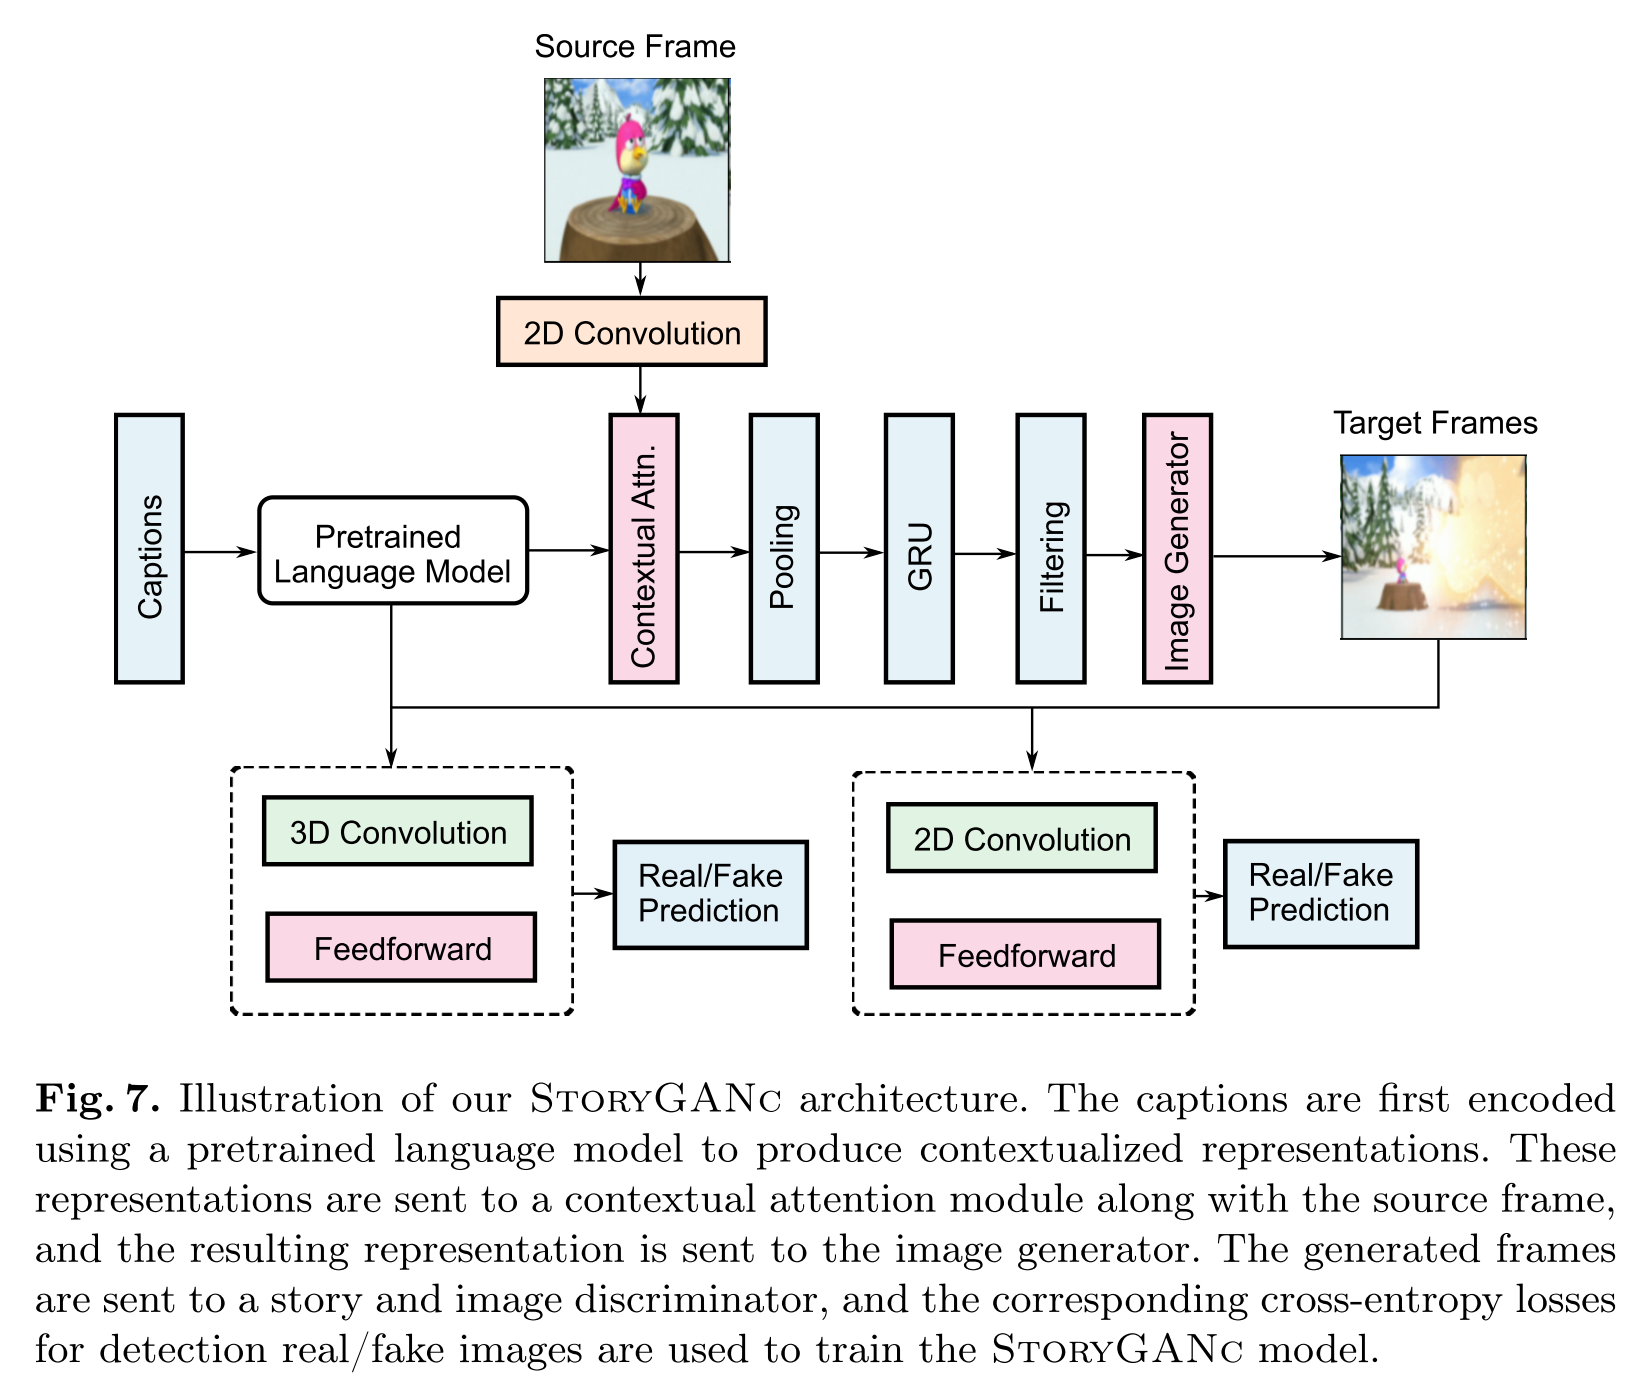 Source Frame
2D Convolution
Target Frames
Captions
Pretrained
Language Model
Contextual Attn.
Pooling
GRU
Filtering
Image Generator
3D Convolution
Feedforward
Real/Fake
Prediction
2D Convolution
Feedforward
Real/Fake
Prediction
Fig. 7. Illustration of our STORYGANC architecture. The captions are first encoded
using a pretrained language model to produce contextualized representations. These
representations are sent to a contextual attention module along with the source frame,
and the resulting representation is sent to the image generator. The generated frames
are sent to a story and image discriminator, and the corresponding cross-entropy losses
for detection real/fake images are used to train the STORYGANC model.